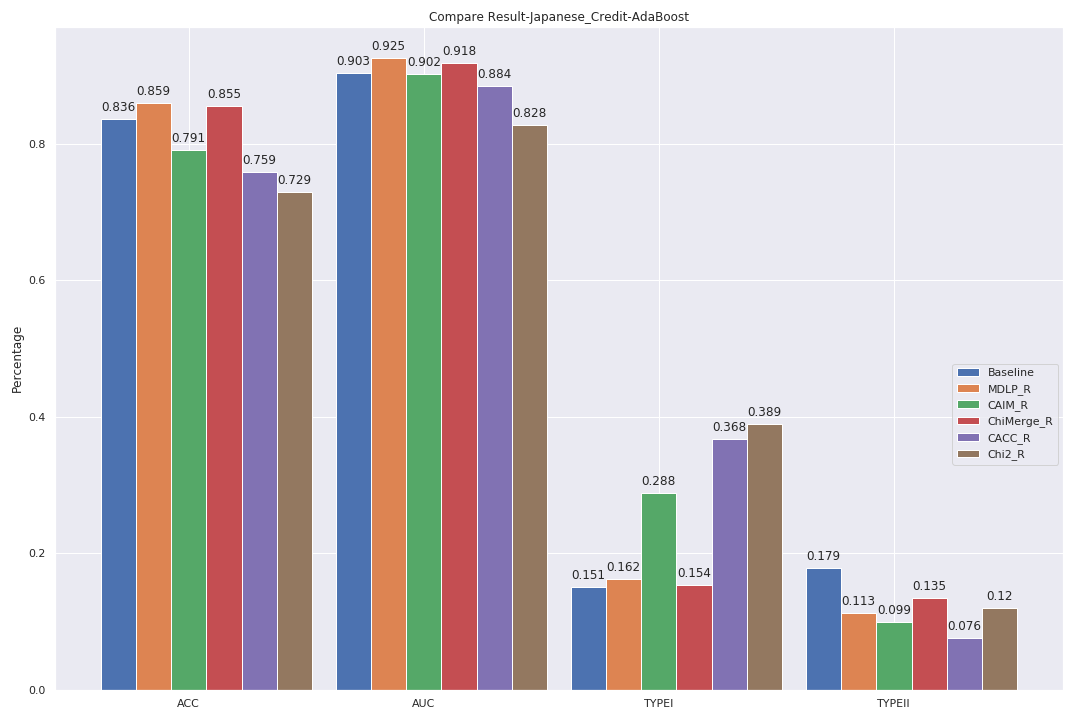 Compare Result-Japanese_Credit-AdaBoost
Percentage
0.8
0.6
0.4
0.2
0.0
0.836
0.859
0.791
0.855
0.759
0.729
0.903
0.925
0.902
0.918
0.884
0.828
0.151
0.162
0.288
0.154
0.368
0.389
0.179
0.113
0.099
0.135
0.076
0.12
Baseline
MDLP_R
CAIM_R
ChiMerge_R
CACC_R
Chi2_R
ACC
AUC
TYPEI
TYPEII